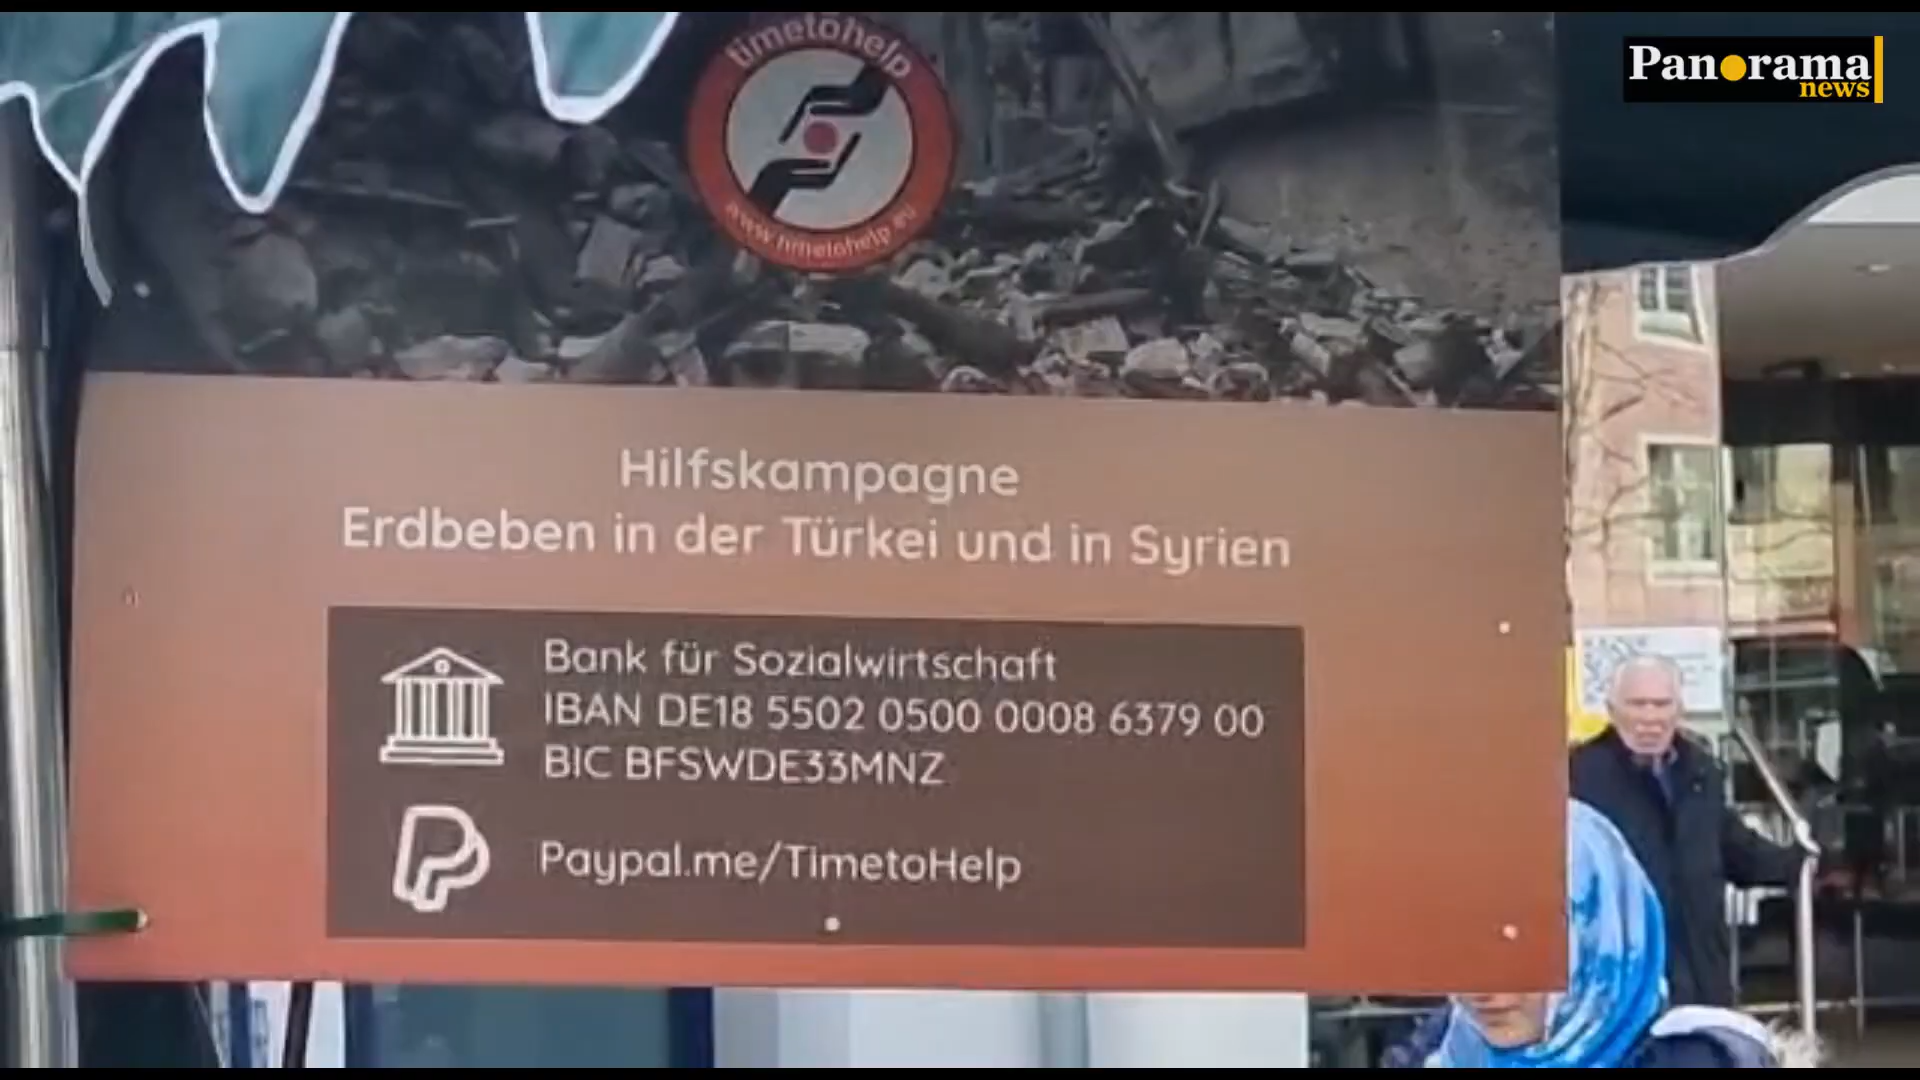 timetohelp
www.timetohelp.eu
Panorama
news
Hilfskampagne
Erdbeben in der Türkei und in Syrien
Bank für Sozialwirtschaft
IBAN DE18 5502 0500 0008 6379 00
BIC BFSWDE33MNZ
Paypal.me/TimetoHelp